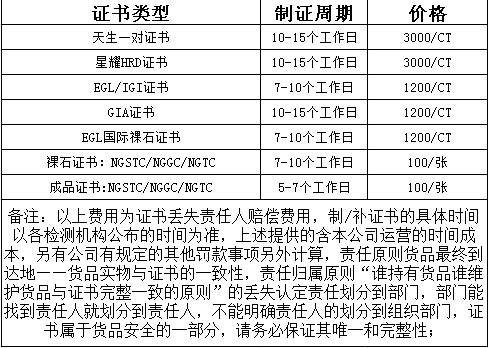 证书类型 制证周期 价格
天生一对证书 10-15个工作日 3000/CT
星耀HRD证书 10-15个工作日 3000/CT
EGL/IGI证书 7-10个工作日 1200/CT
GIA证书 10-15个工作日 1200/CT
EGL国际裸石证书 7-10个工作日 1200/CT
裸石证书：NGSTC/NGGC/NGTC 7-10个工作日 100/张
成品证书:NGSTC/NGGC/NGTC 5-7个工作日 100/张
备注：以上费用为证书丢失责任人赔偿费用，制/补证书的具体时间
以各检测机构公布的时间为准，上述提供的含本公司运营的时间成
本，另有公司有规定的其他罚款事项另外计算，责任原则货品最终到
达地——货品实物与证书的一致性，责任归属原则“谁持有货品谁维
护货品与证书完整一致的原则”的丢失认定责任划分到部门，部门能
找到责任人就划分到责任人，不能明确责任人的划分到组织部门，证
书属于货品安全的一部分，请务必保证其唯一和完整性；